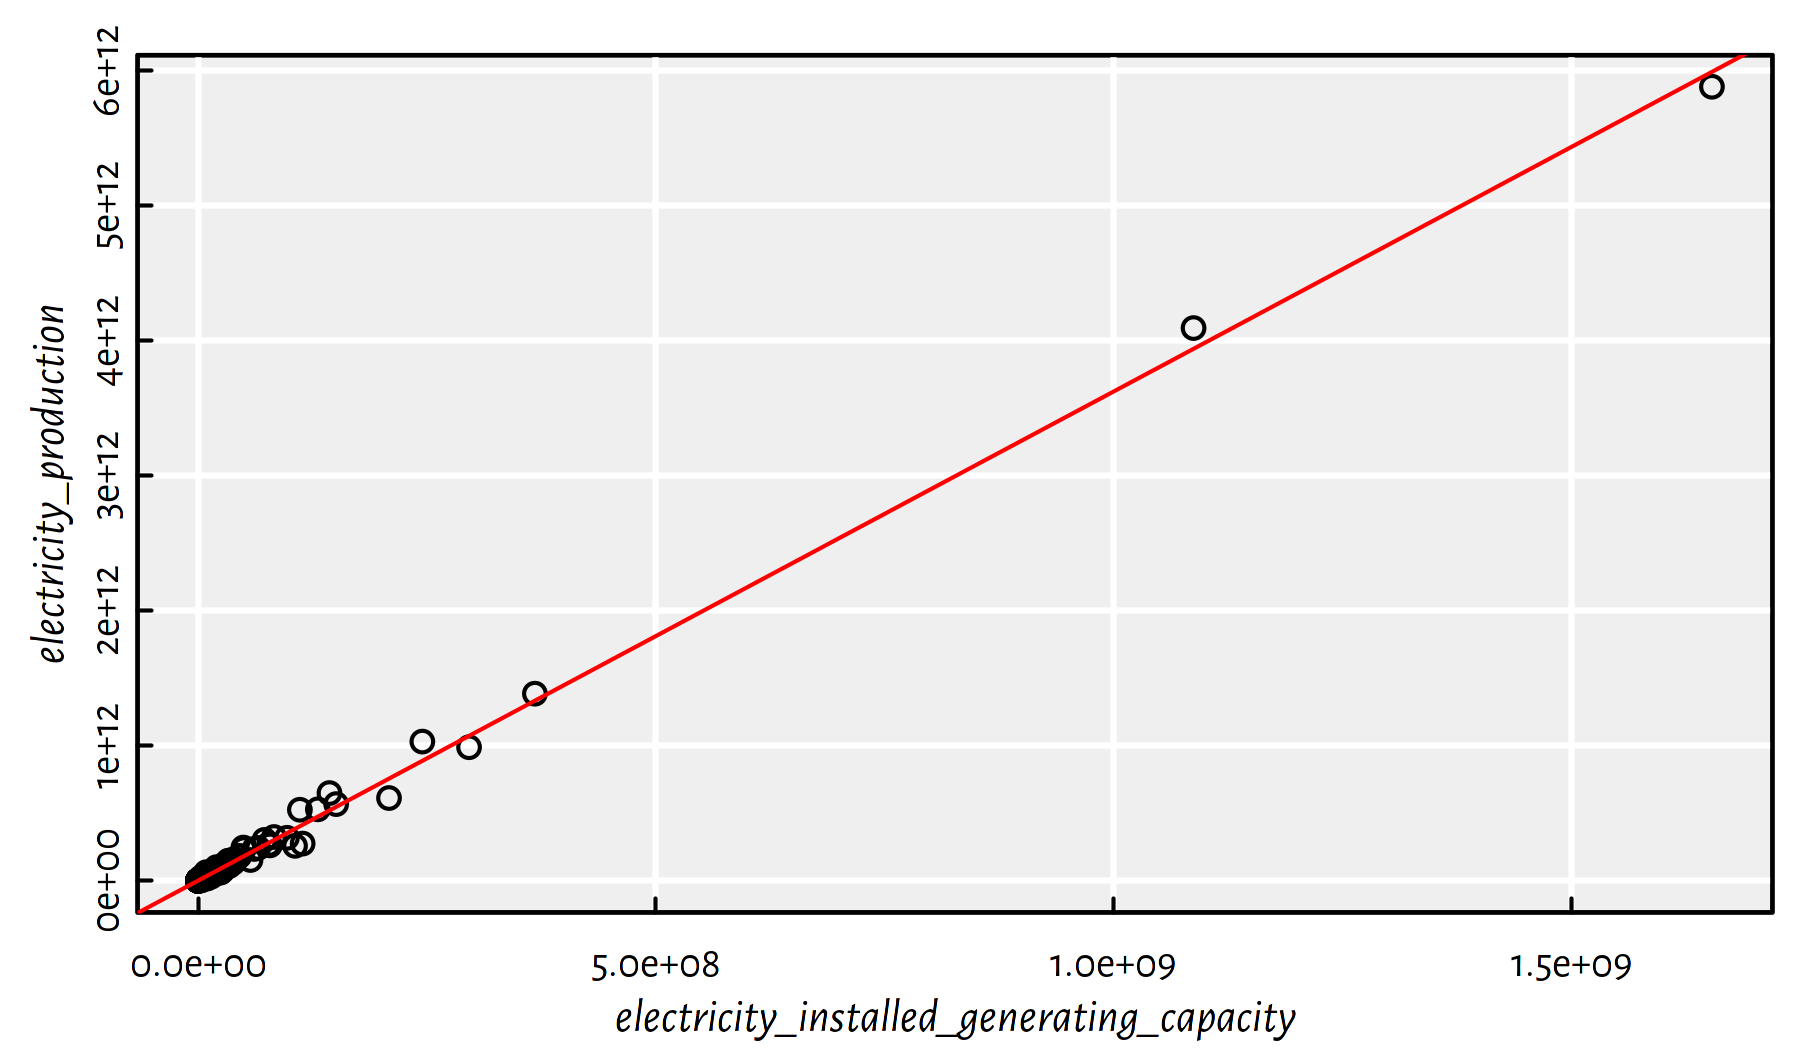 6e+12
5e+12
4e+12
3e+12
2e+12
1e+12
0e+00
electricity_production
0.0e+00 5.0e+08 1.0e+09 1.5e+09
electricity_installed_generating_capacity